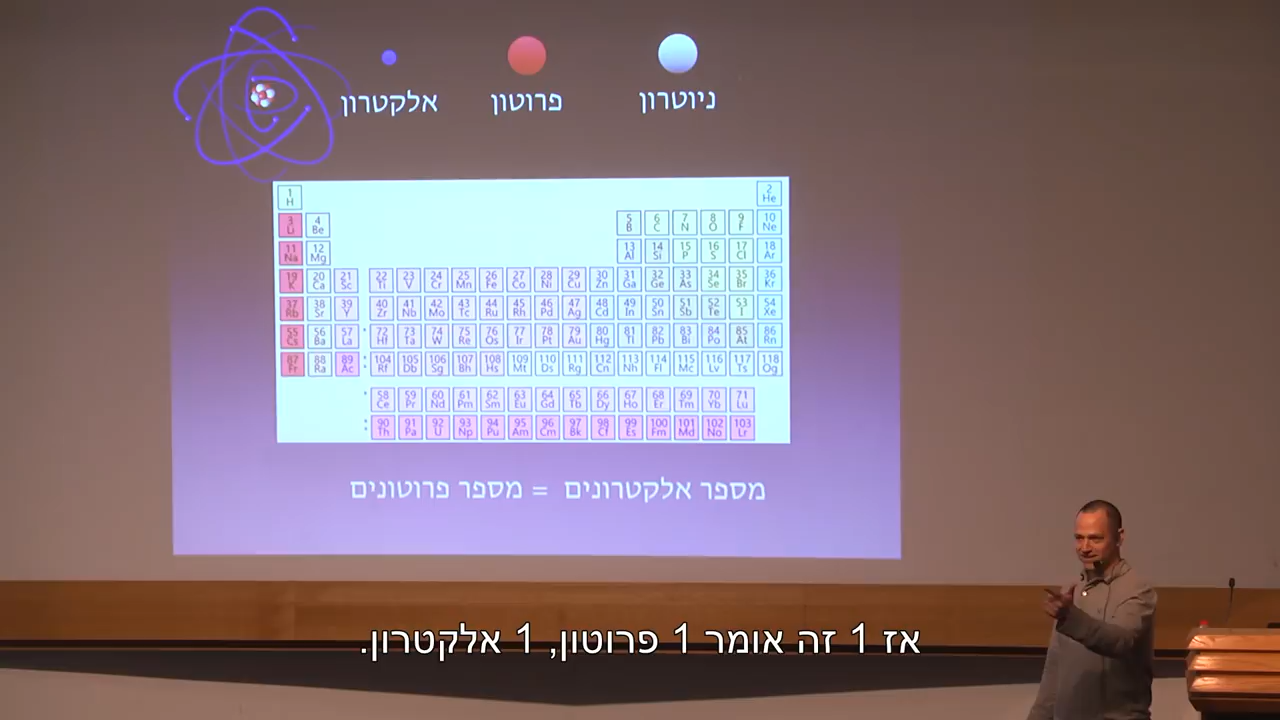 ניוטרון
פרוטון
אלקטרון
1 H 2 He
3 Li 4 Be 5 B 6 C 7 N 8 O 9 F 10 Ne
11 Na 12 Mg 13 Al 14 Si 15 P 16 S 17 Cl 18 Ar
19 K 20 Ca 21 Sc 22 Ti 23 V 24 Cr 25 Mn 26 Fe 27 Co 28 Ni 29 Cu 30 Zn 31 Ga 32 Ge 33 As 34 Se 35 Br 36 Kr
37 Rb 38 Sr 39 Y 40 Zr 41 Nb 42 Mo 43 Tc 44 Ru 45 Rh 46 Pd 47 Ag 48 Cd 49 In 50 Sn 51 Sb 52 Te 53 I 54 Xe
55 Cs 56 Ba 57 La 72 Hf 73 Ta 74 W 75 Re 76 Os 77 Ir 78 Pt 79 Au 80 Hg 81 Tl 82 Pb 83 Bi 84 Po 85 At 86 Rn
87 Fr 88 Ra 89 Ac 104 Rf 105 Db 106 Sg 107 Bh 108 Hs 109 Mt 110 Ds 111 Rg 112 Cn 113 Nh 114 Fl 115 Mc 116 Lv 117 Ts 118 Og
58 Ce 59 Pr 60 Nd 61 Pm 62 Sm 63 Eu 64 Gd 65 Tb 66 Dy 67 Ho 68 Er 69 Tm 70 Yb 71 Lu
90 Th 91 Pa 92 U 93 Np 94 Pu 95 Am 96 Cm 97 Bk 98 Cf 99 Es 100 Fm 101 Md 102 No 103 Lr
מספר אלקטרונים = מספר פרוטונים
אז 1 זה אומר 1 פרוטון, 1 אלקטרון.